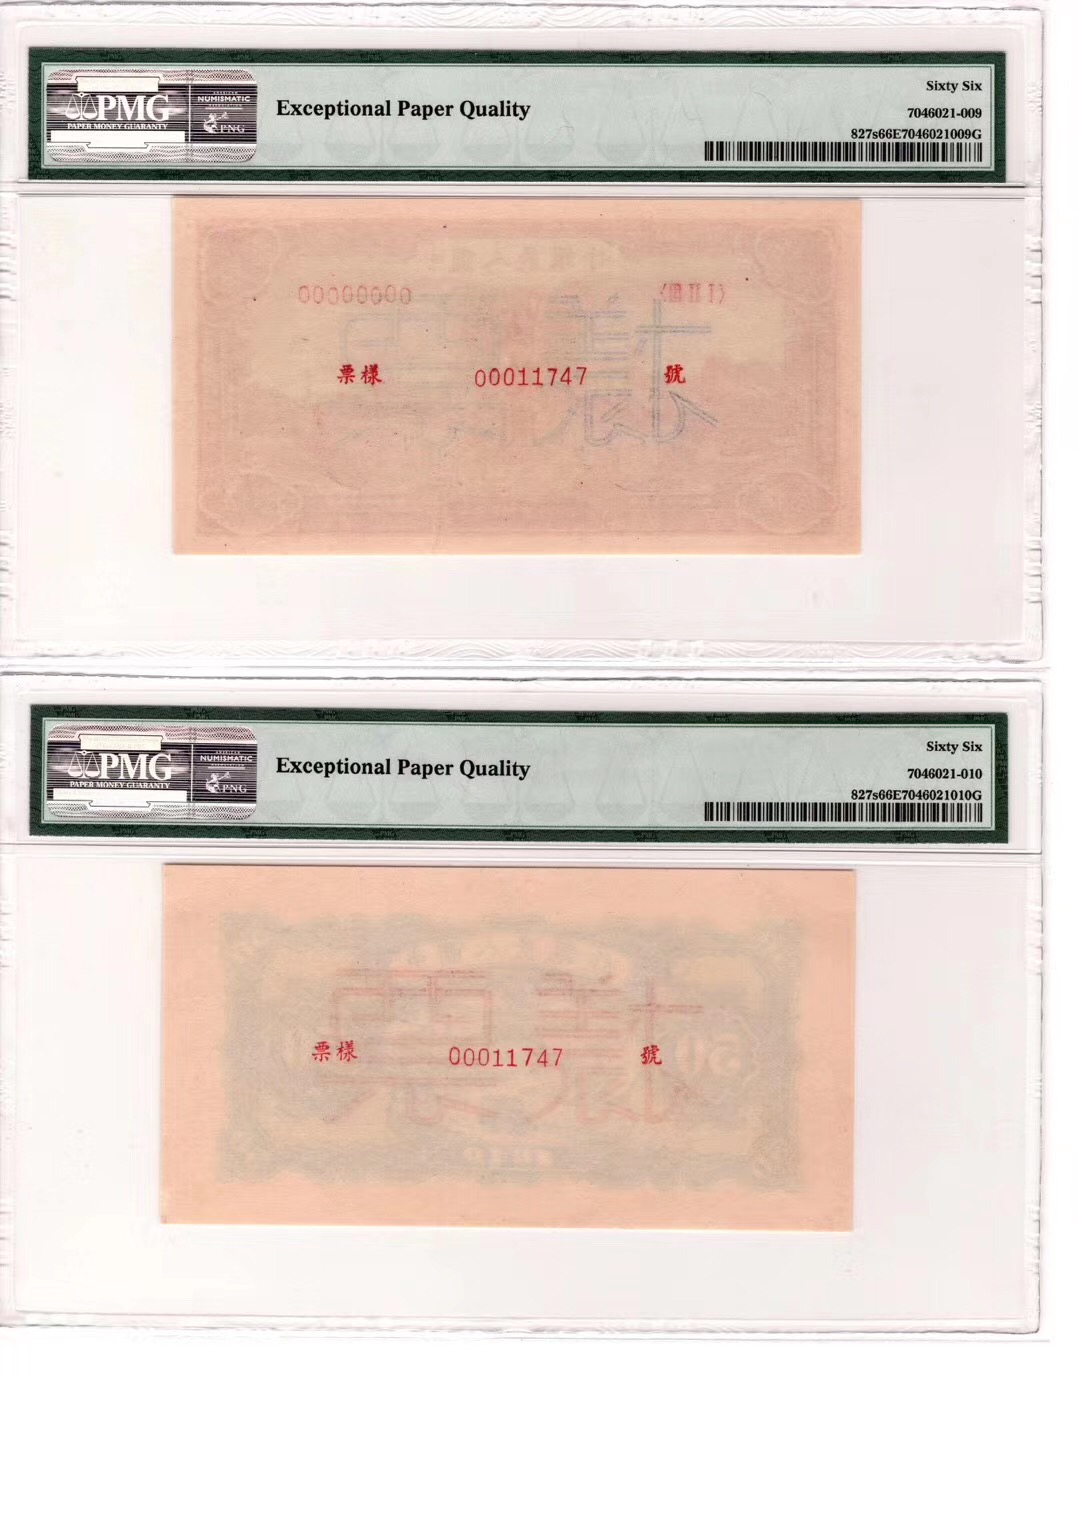 PMG
PAPER MONEY GUARANTY
NUMISMATIC
PNG
Exceptional Paper Quality
Sixty Six
7046021-009
827s66E7046021009G
00000000
票樣 00011747 號
PMG
PAPER MONEY GUARANTY
NUMISMATIC
PNG
Exceptional Paper Quality
Sixty Six
7046021-010
827s66E7046021010G
票樣 00011747 號
50